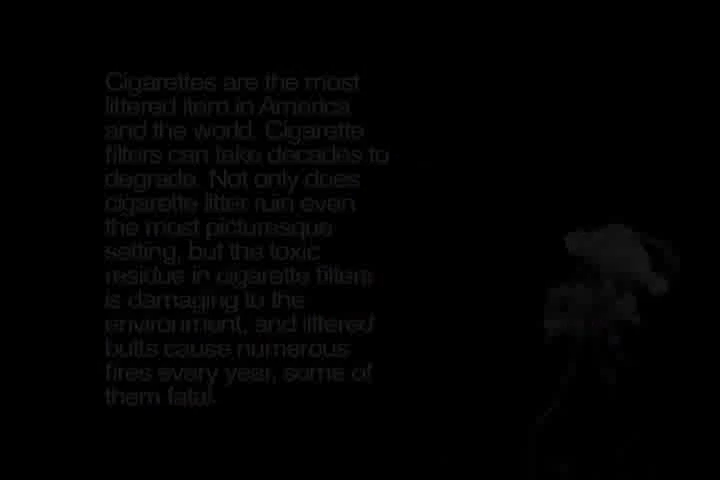 Cigarettes are the most
littered item in America
and the world. Cigarette
filters can take decades to
degrade. Not only does
cigarette litter ruin even
the most picturesque
setting, but the toxic
residue in cigarette filters
is damaging to the
environment, and littered
butts cause numerous
fires every year, some of
them fatal.